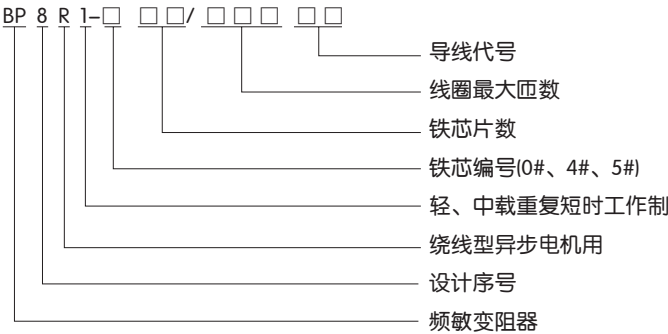 BP 8 R 1-□ □□/□□□ □□
导线代号
线圈最大匝数
铁芯片数
铁芯编号(0#、4#、5#)
轻、中载重复短时工作制
绕线型异步电机用
设计序号
频敏变阻器